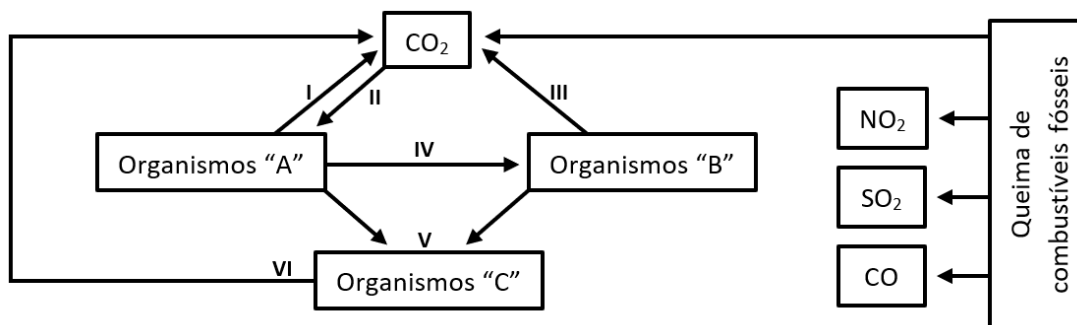 CO₂
I
II
III
NO₂
Organismos “A”
IV
Organismos “B”
SO₂
V
VI
Organismos “C”
CO
Queima de
combustíveis fósseis